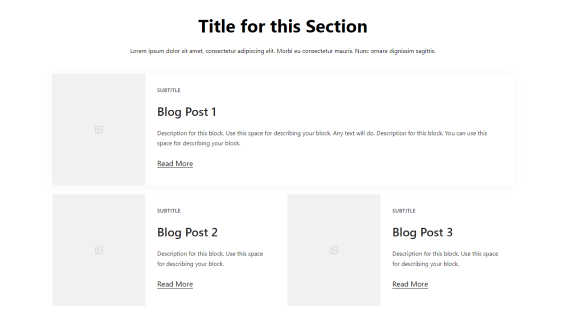 Title for this Section
Lorem ipsum dolor sit amet, consectetur adipiscing elit. Morbi eu consectetur mauris. Nunc ornare dignissim sagittis.
SUBTITLE
Blog Post 1
Description for this block. Use this space for describing your block. Any text will do. Description for this block. You can use this
space for describing your block.
Read More
SUBTITLE
Blog Post 2
Description for this block. Use this space
for describing your block.
Read More
SUBTITLE
Blog Post 3
Description for this block. Use this space
for describing your block.
Read More